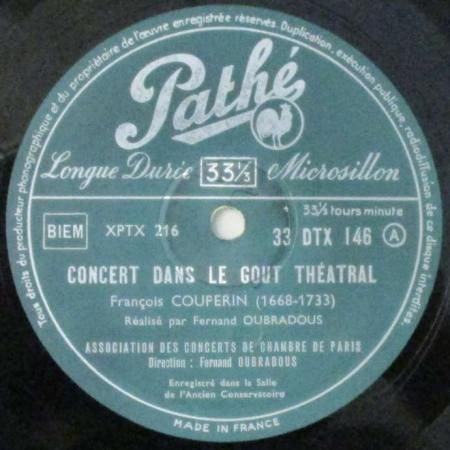 Tous droits du producteur phonographique et du propriétaire de l'œuvre enregistrée réservés. Duplication, exécution publique, radiodiffusion de ce disque interdites.
Pathé
Longue Durée 33⅓ Microsillon
33⅓ tours minute
BIEM XPTX 216 33 DTX 146 A
CONCERT DANS LE GOUT THÉATRAL
François COUPERIN (1668-1733)
Réalisé par Fernand OUBRADOUS
ASSOCIATION DES CONCERTS DE CHAMBRE DE PARIS
Direction : Fernand OUBRADOUS
Enregistré dans la Salle
de l'Ancien Conservatoire
MADE IN FRANCE